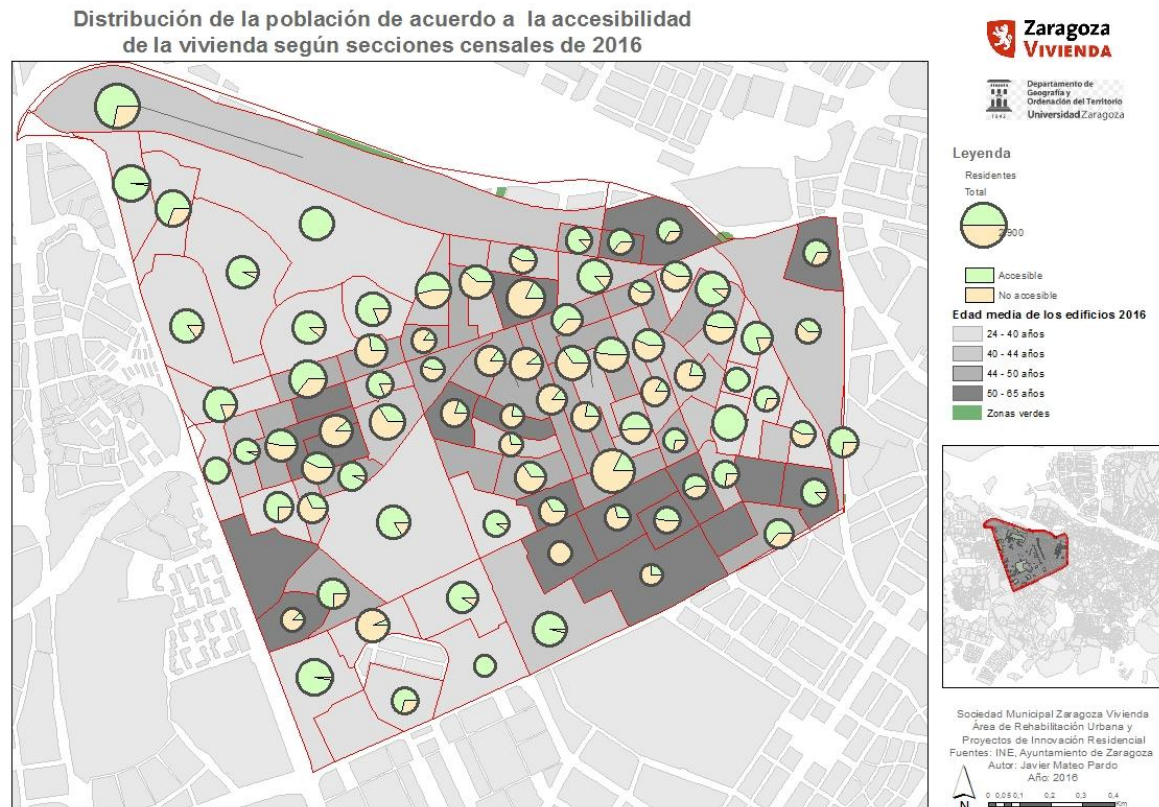 Distribución de la población de acuerdo a la accesibilidad
de la vivienda según secciones censales de 2016
Zaragoza
VIVIENDA
Departamento de
Geografía y
Ordenación del Territorio
1542
Universidad Zaragoza
Leyenda
Residentes
Total
2.900
Accesible
No accesible
Edad media de los edificios 2016
24 - 40 años
40 - 44 años
44 - 50 años
50 - 65 años
Zonas verdes
Sociedad Municipal Zaragoza Vivienda
Área de Rehabilitación Urbana y
Proyectos de Innovación Residencial
Fuentes: INE, Ayuntamiento de Zaragoza
Autor: Javier Mateo Pardo
Año: 2016
N
0 0,05 0,1 0,2 0,3 0,4
Km